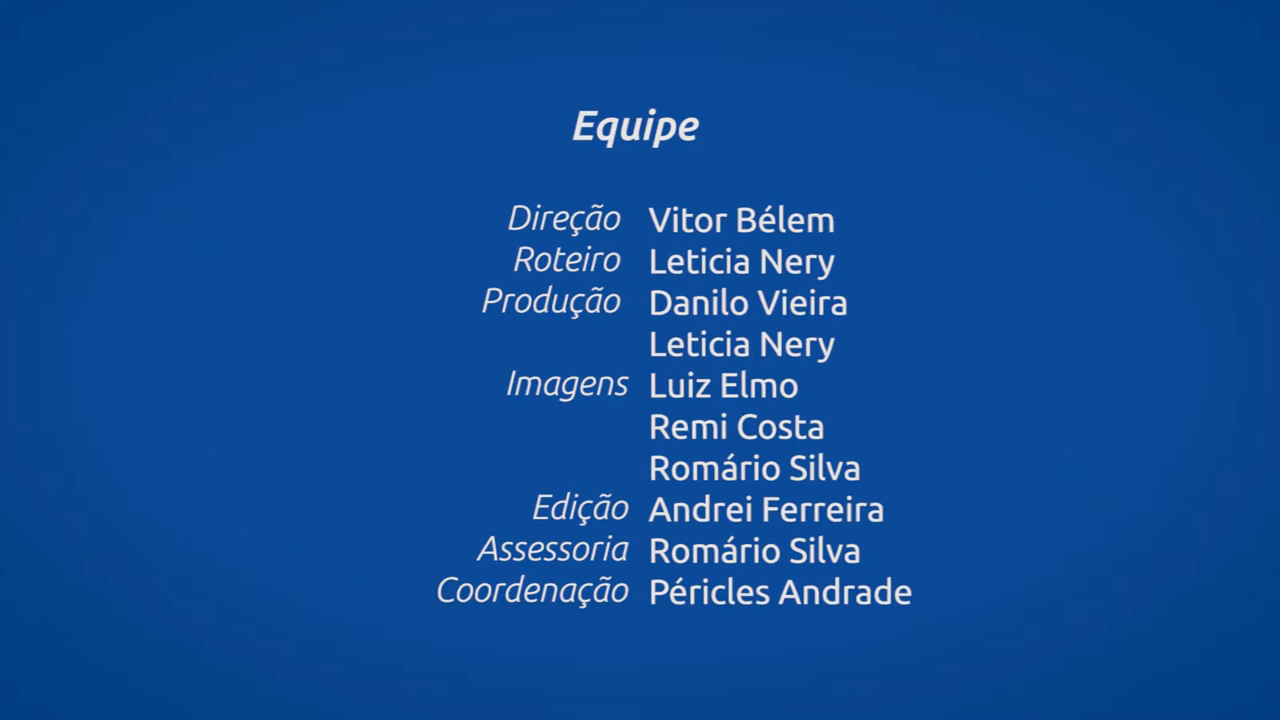 Equipe
Direção Vitor Bélem
Roteiro Leticia Nery
Produção Danilo Vieira
Leticia Nery
Imagens Luiz Elmo
Remi Costa
Romário Silva
Edição Andrei Ferreira
Assessoria Romário Silva
Coordenação Péricles Andrade